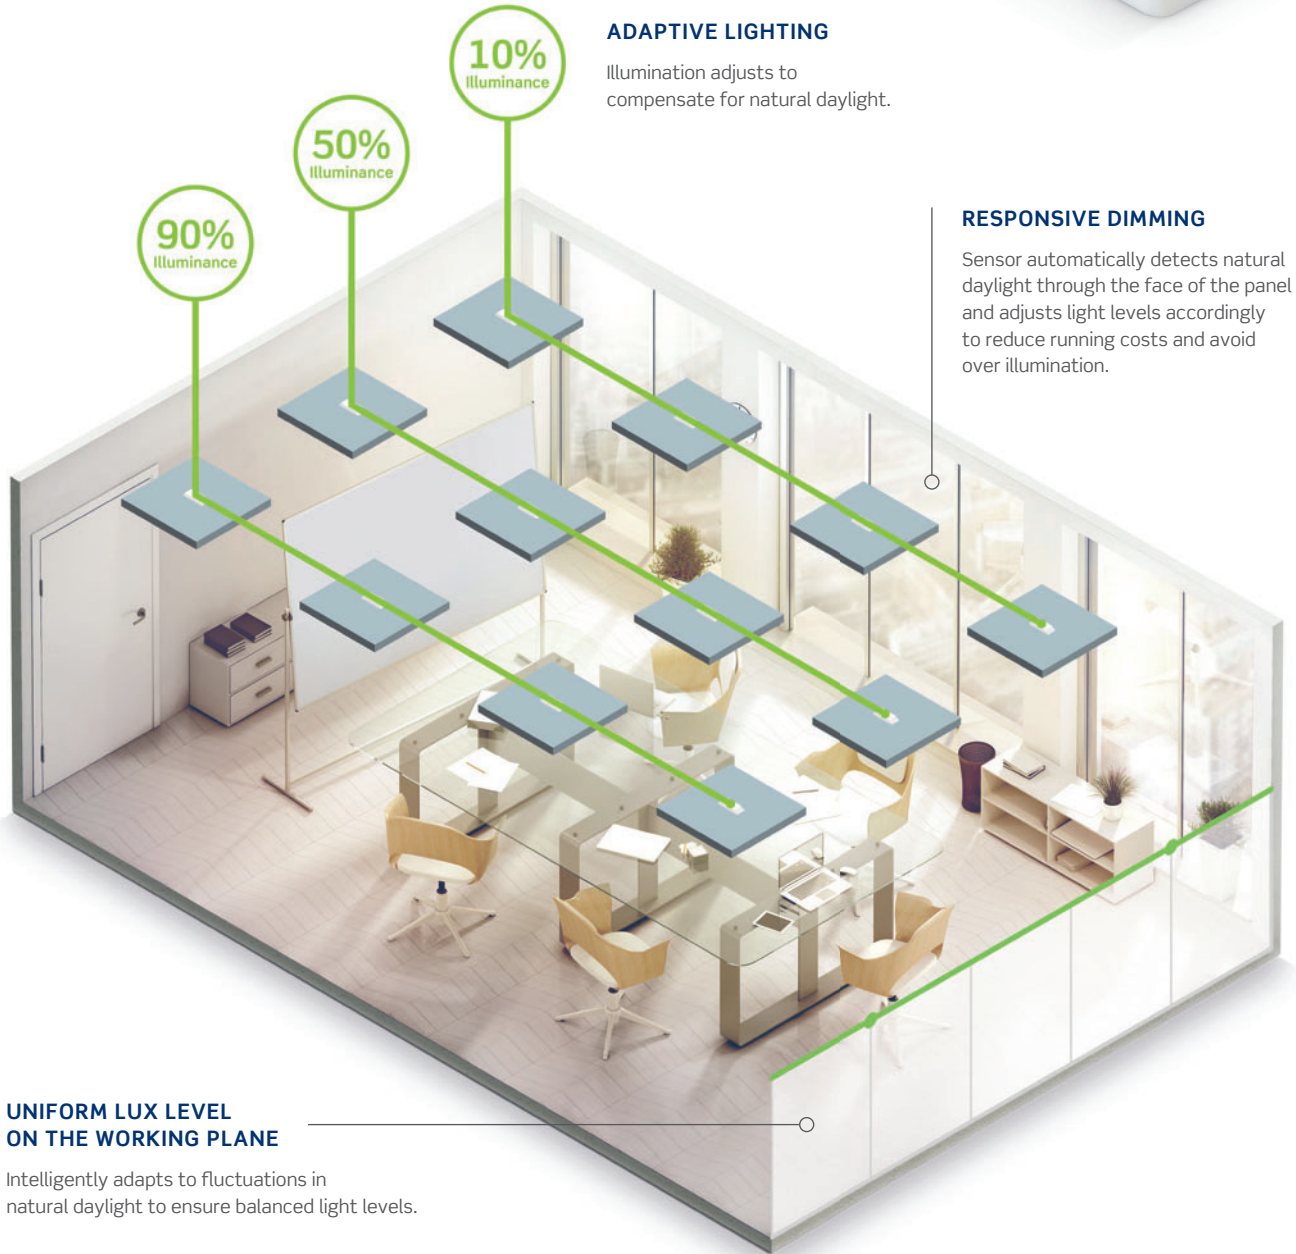 ADAPTIVE LIGHTING
Illumination adjusts to
compensate for natural daylight.
10%
Illuminance
50%
Illuminance
90%
Illuminance
RESPONSIVE DIMMING
Sensor automatically detects natural
daylight through the face of the panel
and adjusts light levels accordingly
to reduce running costs and avoid
over illumination.
UNIFORM LUX LEVEL
ON THE WORKING PLANE
Intelligently adapts to fluctuations in
natural daylight to ensure balanced light levels.